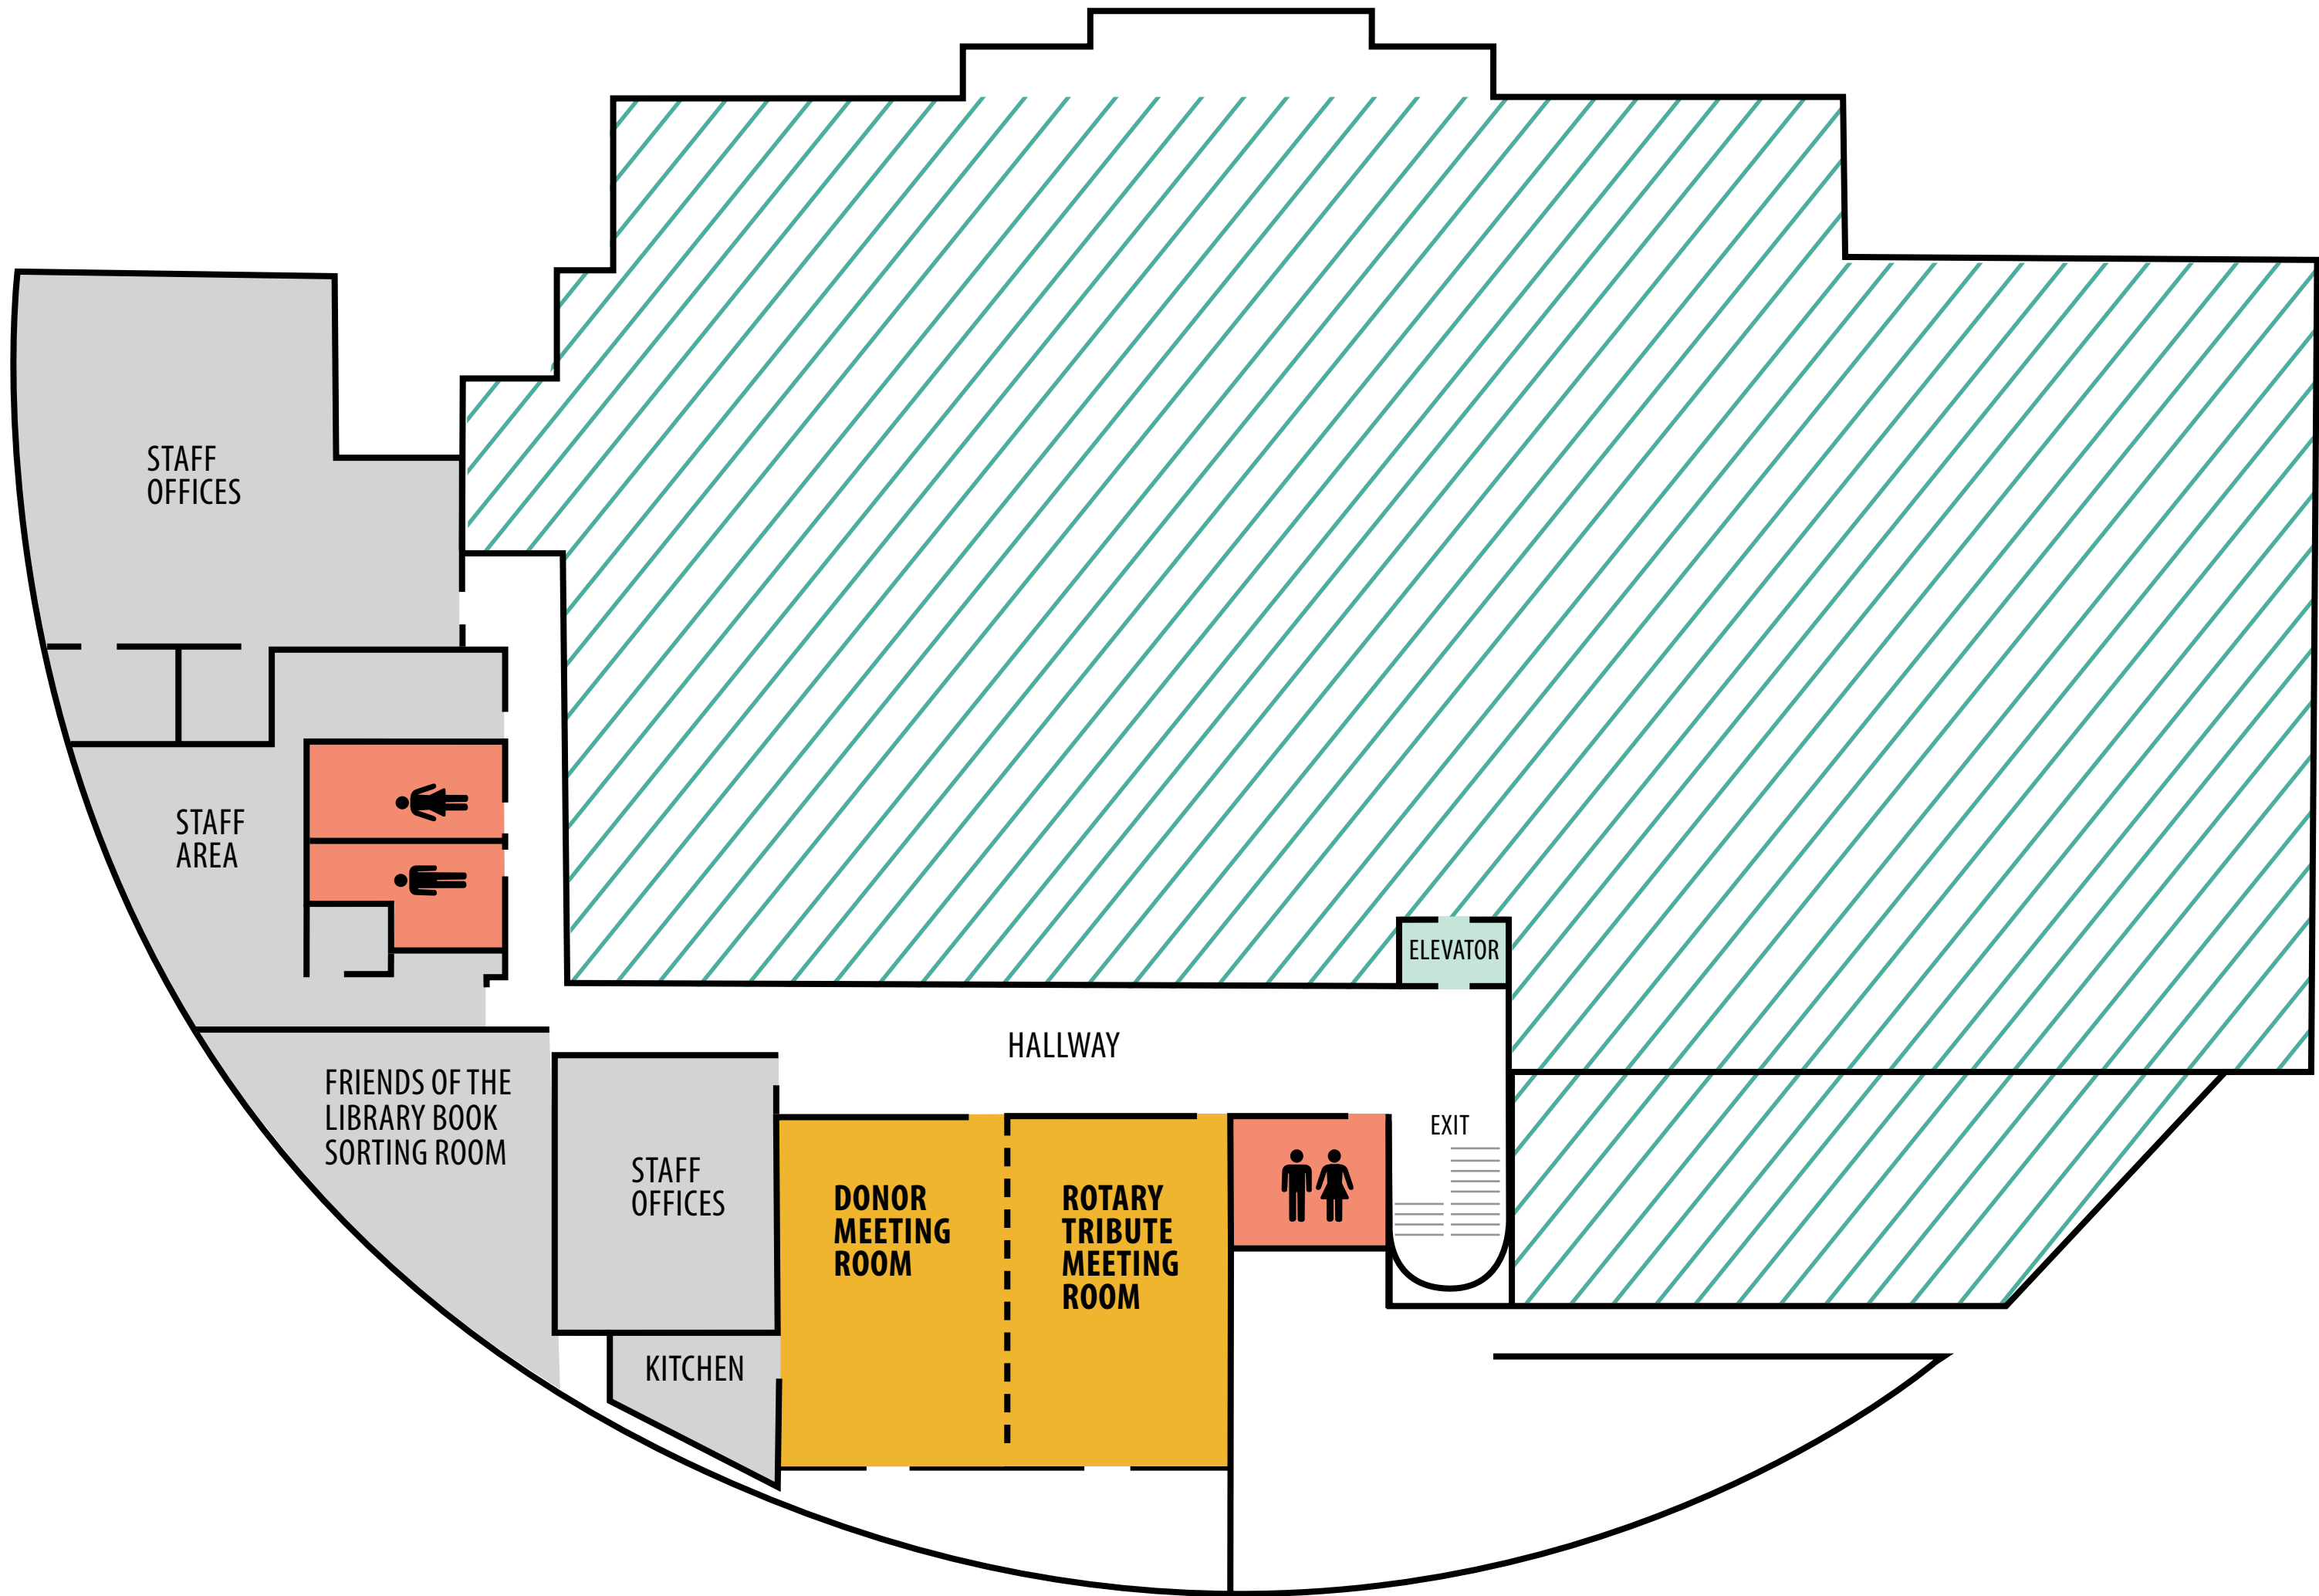 STAFF
OFFICES
STAFF
AREA
ELEVATOR
HALLWAY
FRIENDS OF THE
LIBRARY BOOK
SORTING ROOM
EXIT
STAFF
OFFICES
DONOR
MEETING
ROOM
ROTARY
TRIBUTE
MEETING
ROOM
KITCHEN